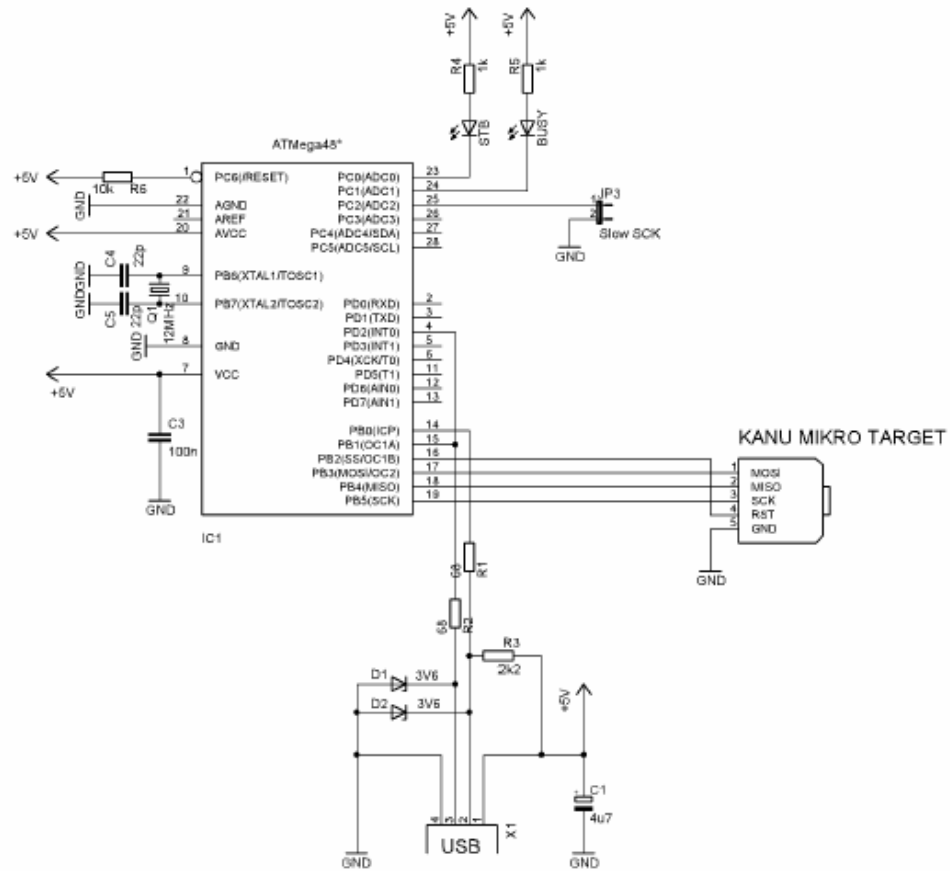 +5V
+5V
R4
1k
R5
1k
STB
BUSY
ATMega48*
+5V
10k
R6
1
PC6(/RESET)
GND
22
AGND
21
AREF
+5V
20
AVCC
GND
C4
22p
9
PB6(XTAL1/TOSC1)
GND
C5
22p
Q1
12MHz
10
PB7(XTAL2/TOSC2)
GND
8
GND
+5V
7
VCC
C3
100n
GND
IC1
PC0(ADC0)
23
PC1(ADC1)
24
PC2(ADC2)
25
PC3(ADC3)
26
PC4(ADC4/SDA)
27
PC5(ADC5/SCL)
28
1
2
JP3
Slow SCK
GND
PD0(RXD)
2
PD1(TXD)
3
PD2(INT0)
4
PD3(INT1)
5
PD4(XCK/T0)
6
PD5(T1)
11
PD6(AIN0)
12
PD7(AIN1)
13
PB0(ICP)
14
PB1(OC1A)
15
PB2(SS/OC1B)
16
PB3(MOSI/OC2)
17
PB4(MISO)
18
PB5(SCK)
19
KANU MIKRO TARGET
1 MOSI
2 MISO
3 SCK
4 RST
5 GND
GND
68
R1
68
R2
R3
2k2
D1 3V6
D2 3V6
+5V
C1
4u7
4 3 2 1
X1
USB
GND
GND